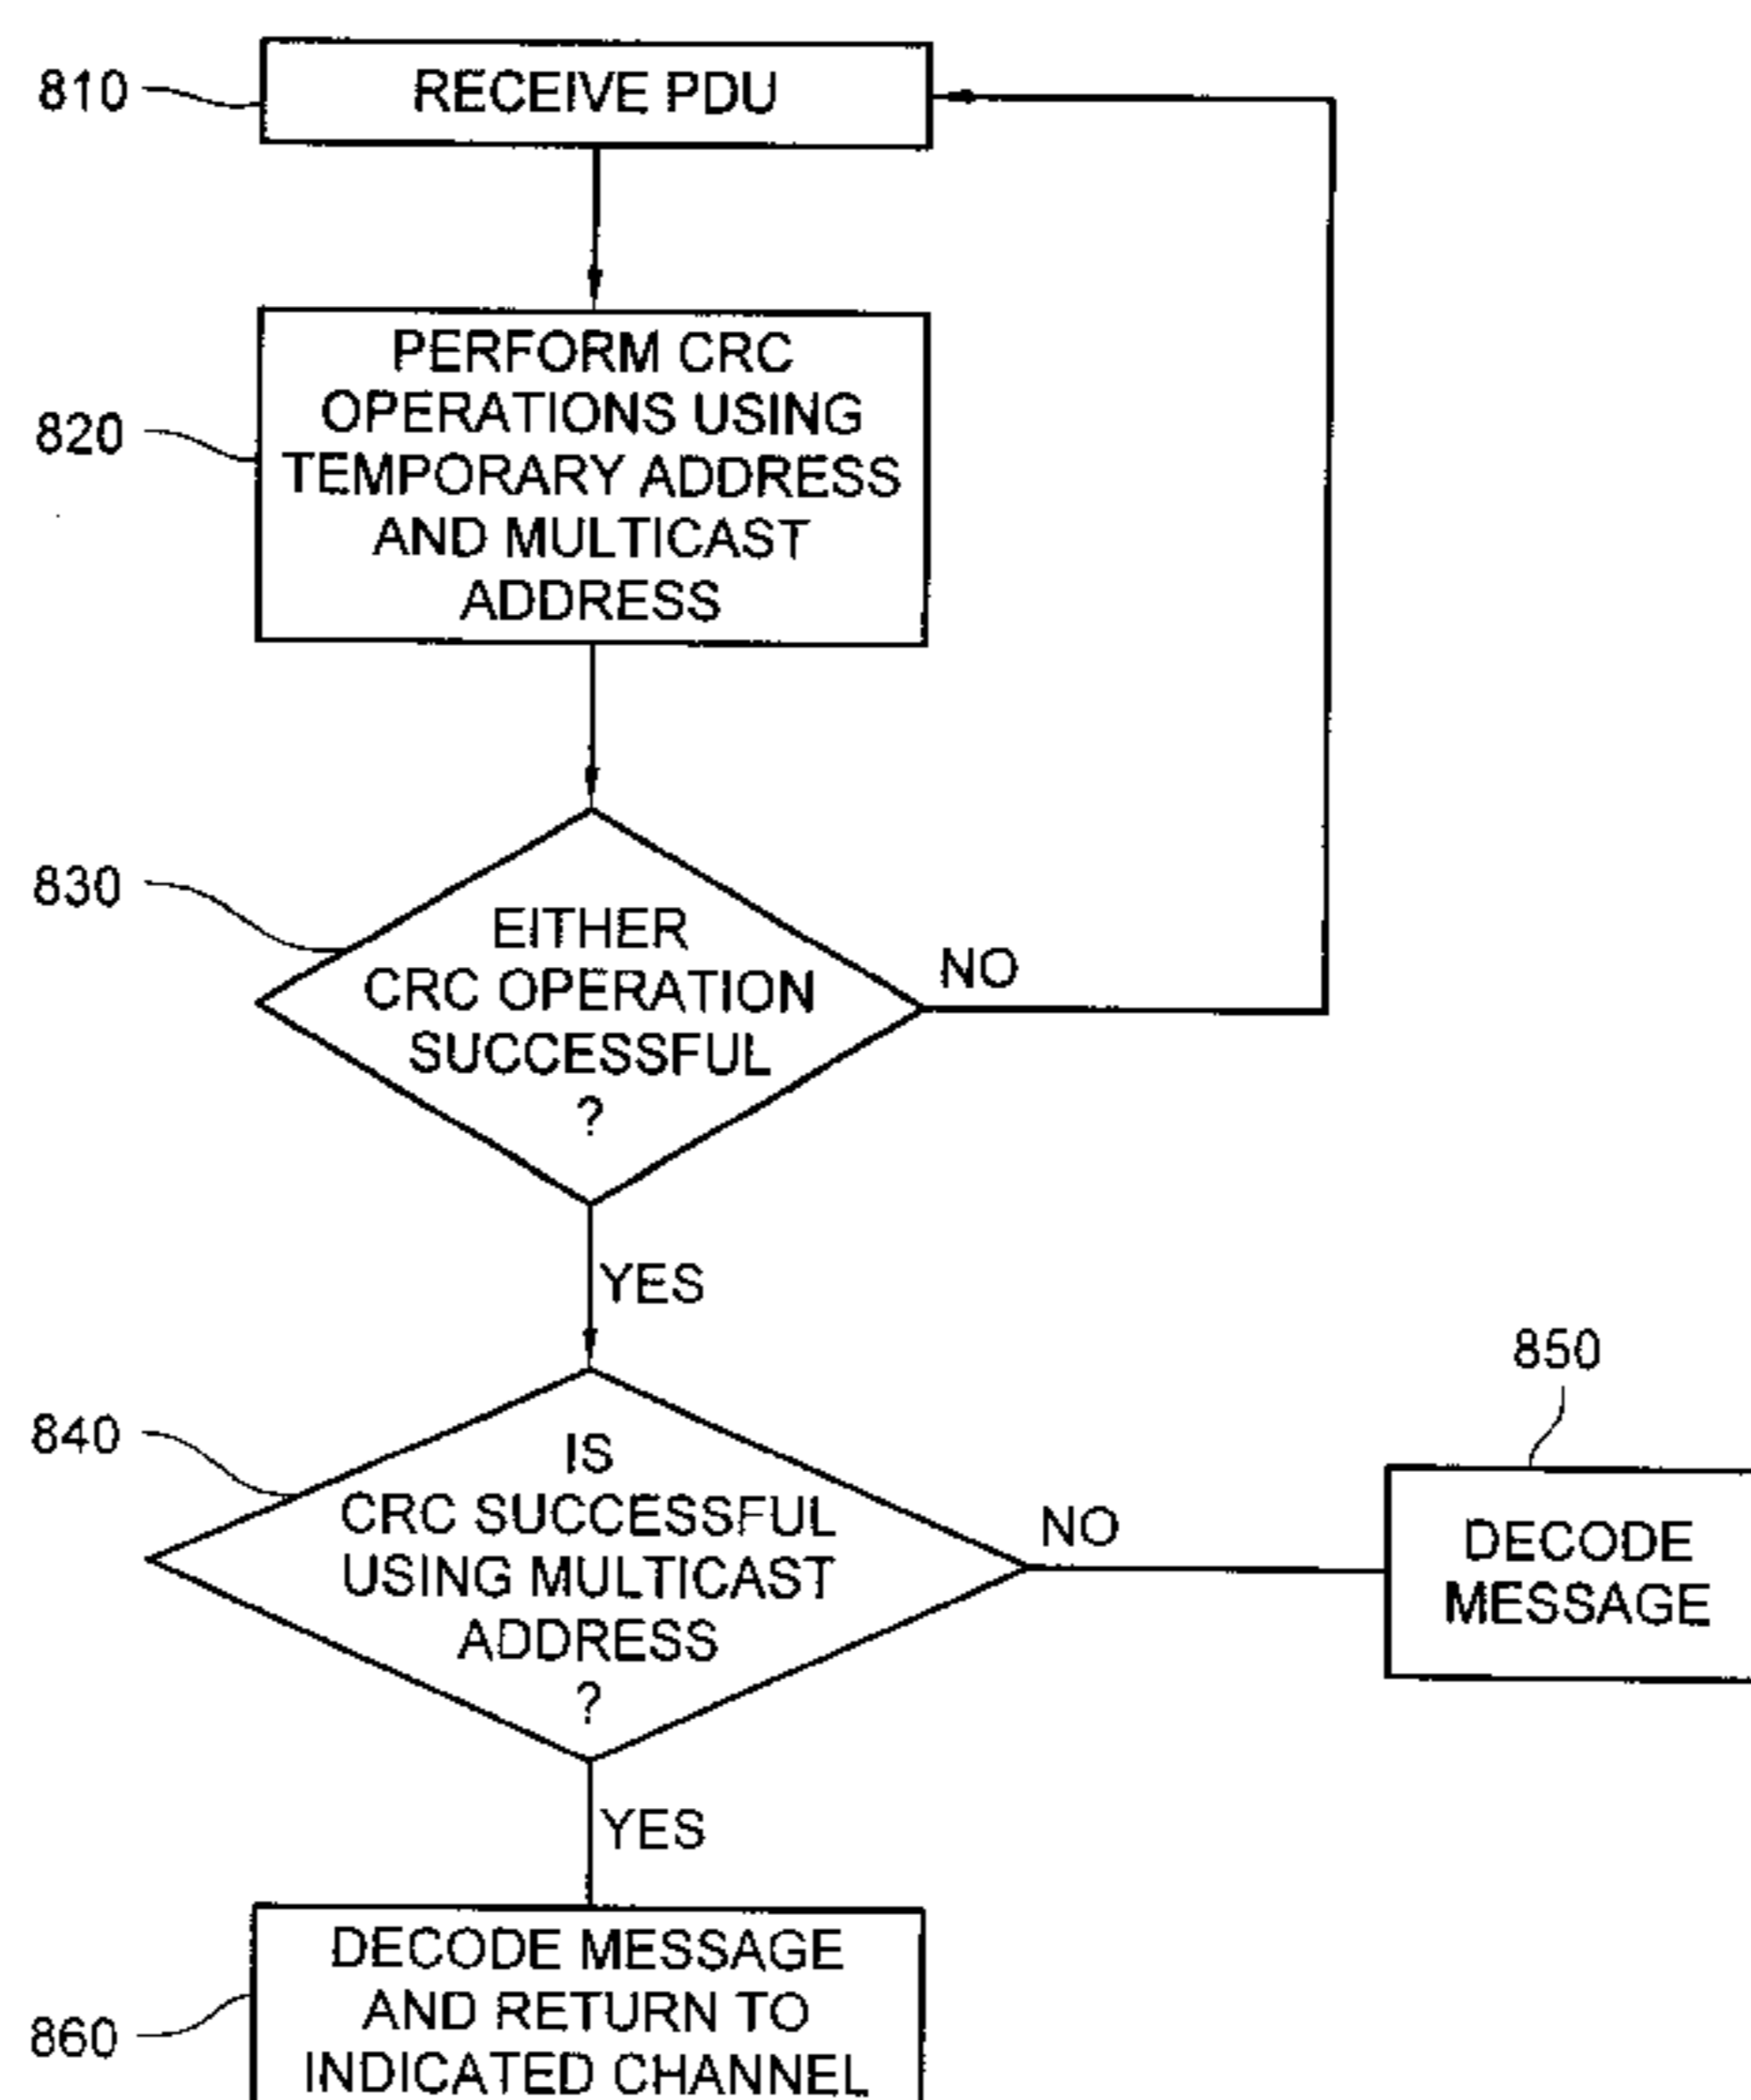 810
RECEIVE PDU
820
PERFORM CRC
OPERATIONS USING
TEMPORARY ADDRESS
AND MULTICAST
ADDRESS
830
EITHER
CRC OPERATION
SUCCESSFUL
?
NO
YES
840
IS
CRC SUCCESSFUL
USING MULTICAST
ADDRESS
?
NO
850
DECODE
MESSAGE
YES
860
DECODE MESSAGE
AND RETURN TO
INDICATED CHANNEL